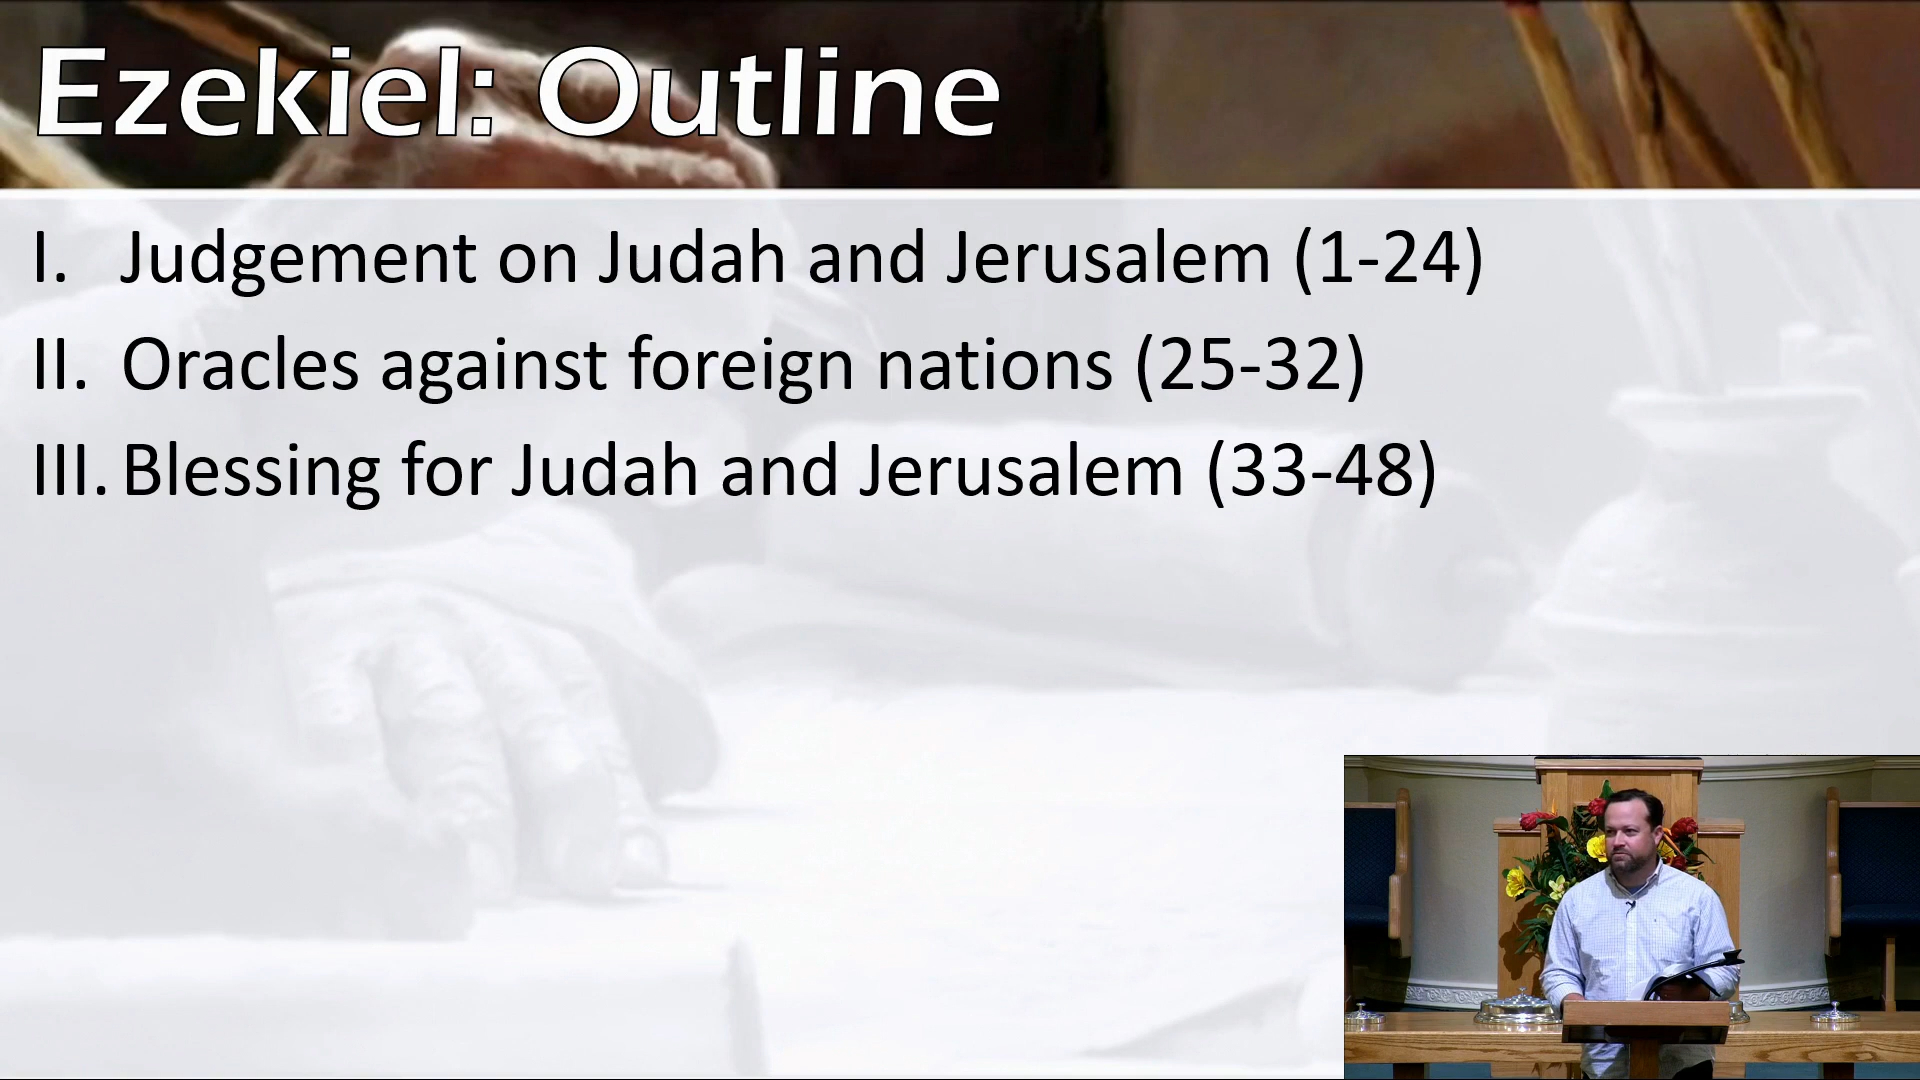 Ezekiel: Outline
I. Judgement on Judah and Jerusalem (1-24)
II. Oracles against foreign nations (25-32)
III. Blessing for Judah and Jerusalem (33-48)